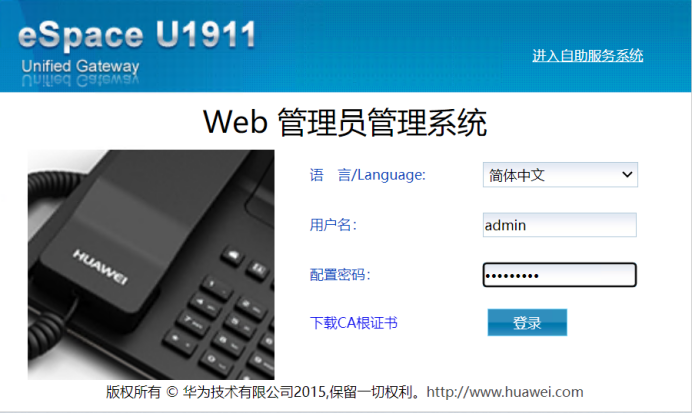 eSpace U1911
Unified Gateway
进入自助服务系统
Web 管理员管理系统
语 言/Language: 简体中文
用户名: admin
配置密码: •••••••••
下载CA根证书 登录
HUAWEI
版权所有 © 华为技术有限公司2015,保留一切权利。http://www.huawei.com